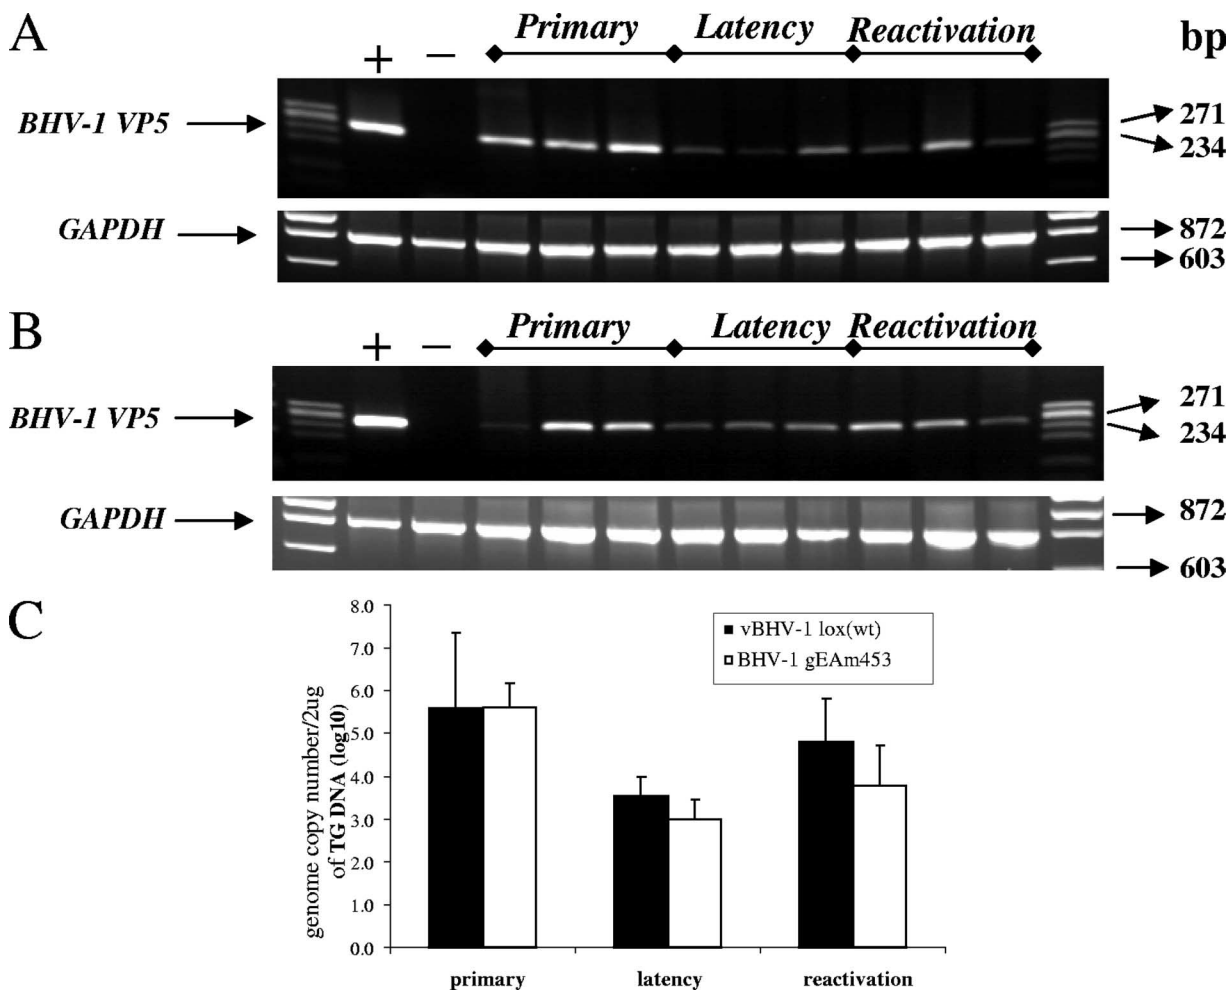 A
Primary
Latency
Reactivation
bp
+
−
BHV-1 VP5
271
234
GAPDH
872
603
B
Primary
Latency
Reactivation
+
−
BHV-1 VP5
271
234
GAPDH
872
603
C
8.0
7.0
6.0
5.0
4.0
3.0
2.0
1.0
0.0
genome copy number/2ug
of TG DNA (log10)
vBHV-1 lox(wt)
BHV-1 gEAm453
primary
latency
reactivation